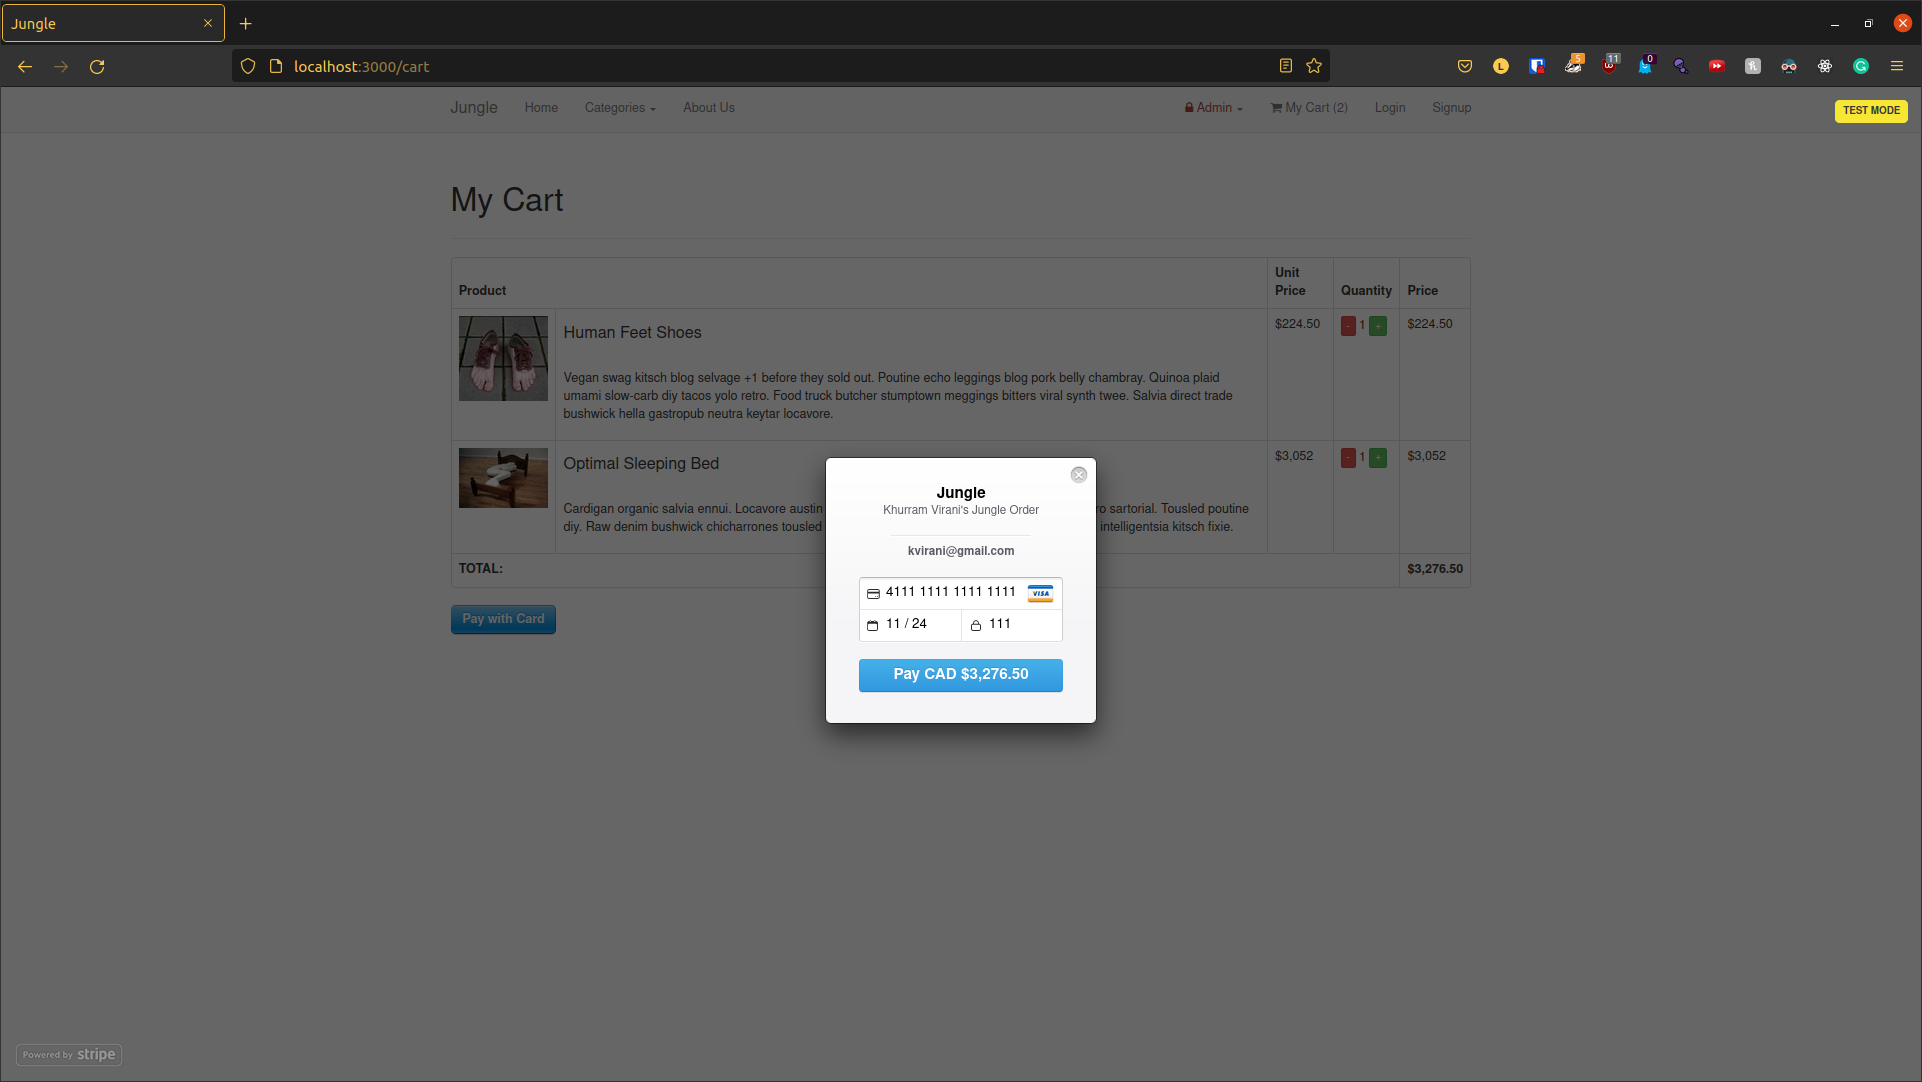 Jungle
localhost:3000/cart
5
11
0
L
Jungle
Home
Categories
About Us
Admin
My Cart (2)
Login
Signup
TEST MODE
My Cart
Product
Unit Price
Quantity
Price
Human Feet Shoes
$224.50
- 1 +
$224.50
Vegan swag kitsch blog selvage +1 before they sold out. Poutine echo leggings blog pork belly chambray. Quinoa plaid
umami slow-carb diy tacos yolo retro. Food truck butcher stumptown meggings bitters viral synth twee. Salvia direct trade
bushwick hella gastropub neutra keytar locavore.
Optimal Sleeping Bed
$3,052
- 1 +
$3,052
Cardigan organic salvia ennui. Locavore austin
sartorial. Tousled poutine
diy. Raw denim bushwick chicharrones tousled
intelligentsia kitsch fixie.
TOTAL:
$3,276.50
Pay with Card
Jungle
Khurram Virani's Jungle Order
kvirani@gmail.com
4111 1111 1111 1111
VISA
11 / 24
111
Pay CAD $3,276.50
Powered by stripe